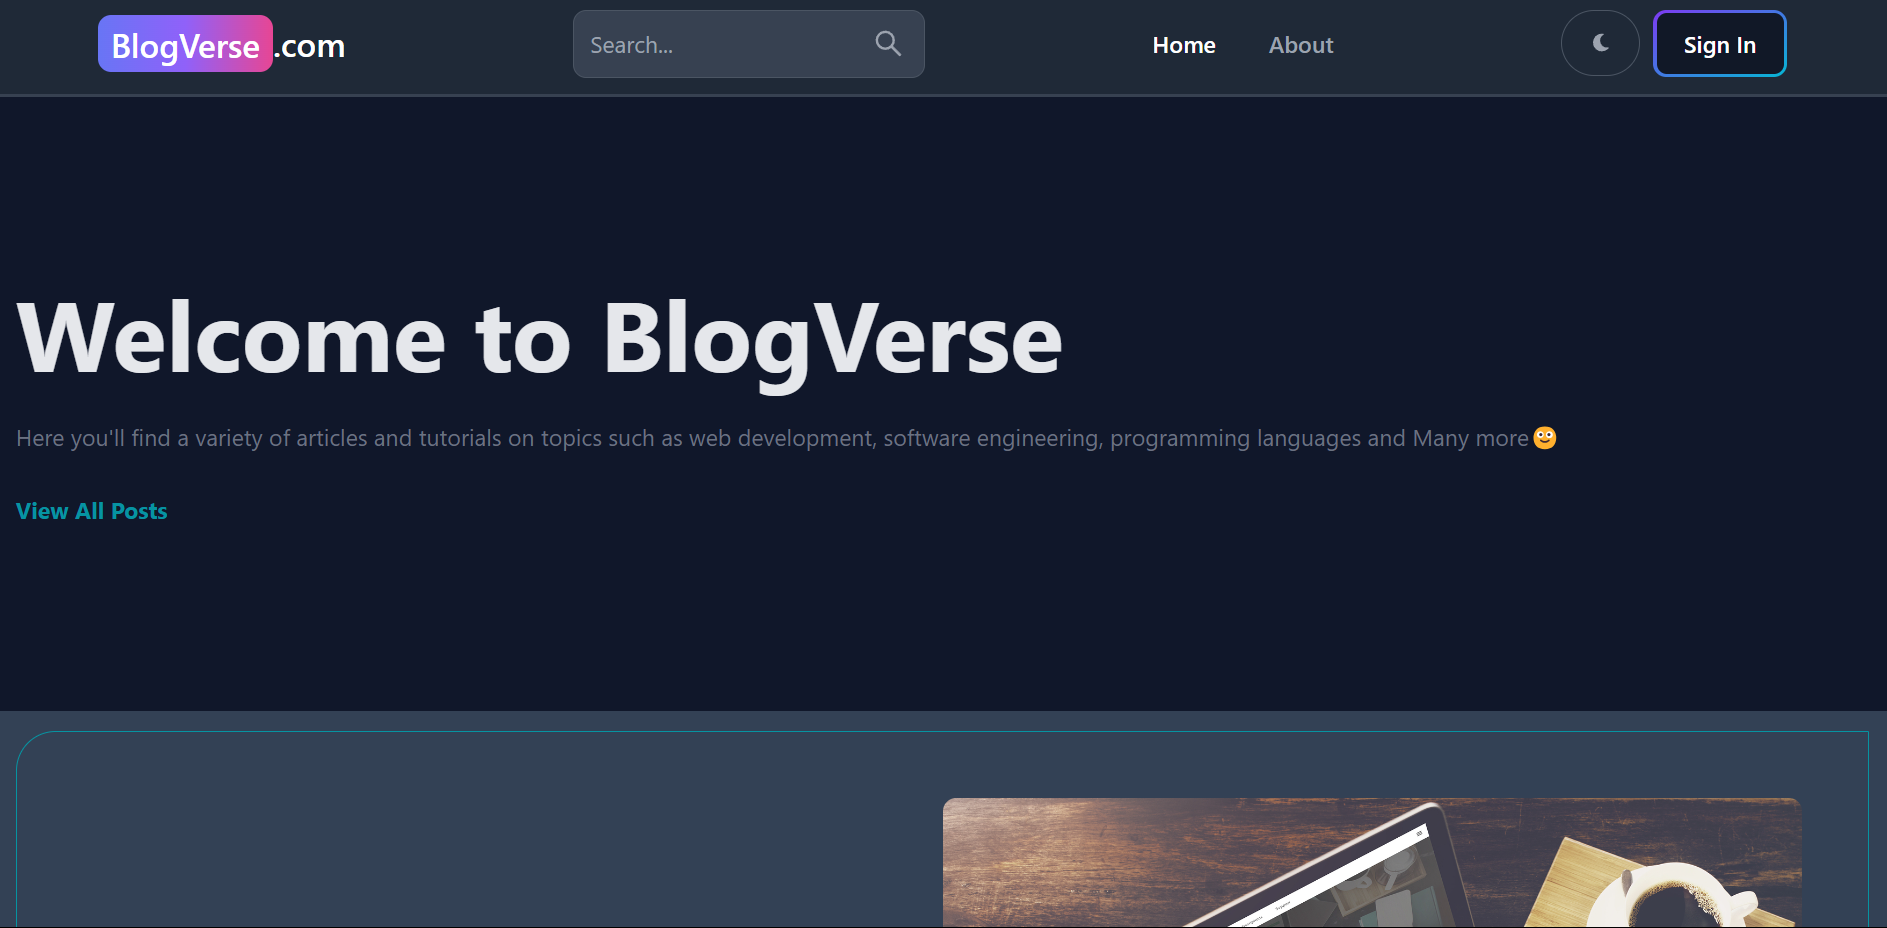 BlogVerse.com
Search...
Home
About
Sign In
Welcome to BlogVerse
Here you'll find a variety of articles and tutorials on topics such as web development, software engineering, programming languages and Many more🙂
View All Posts